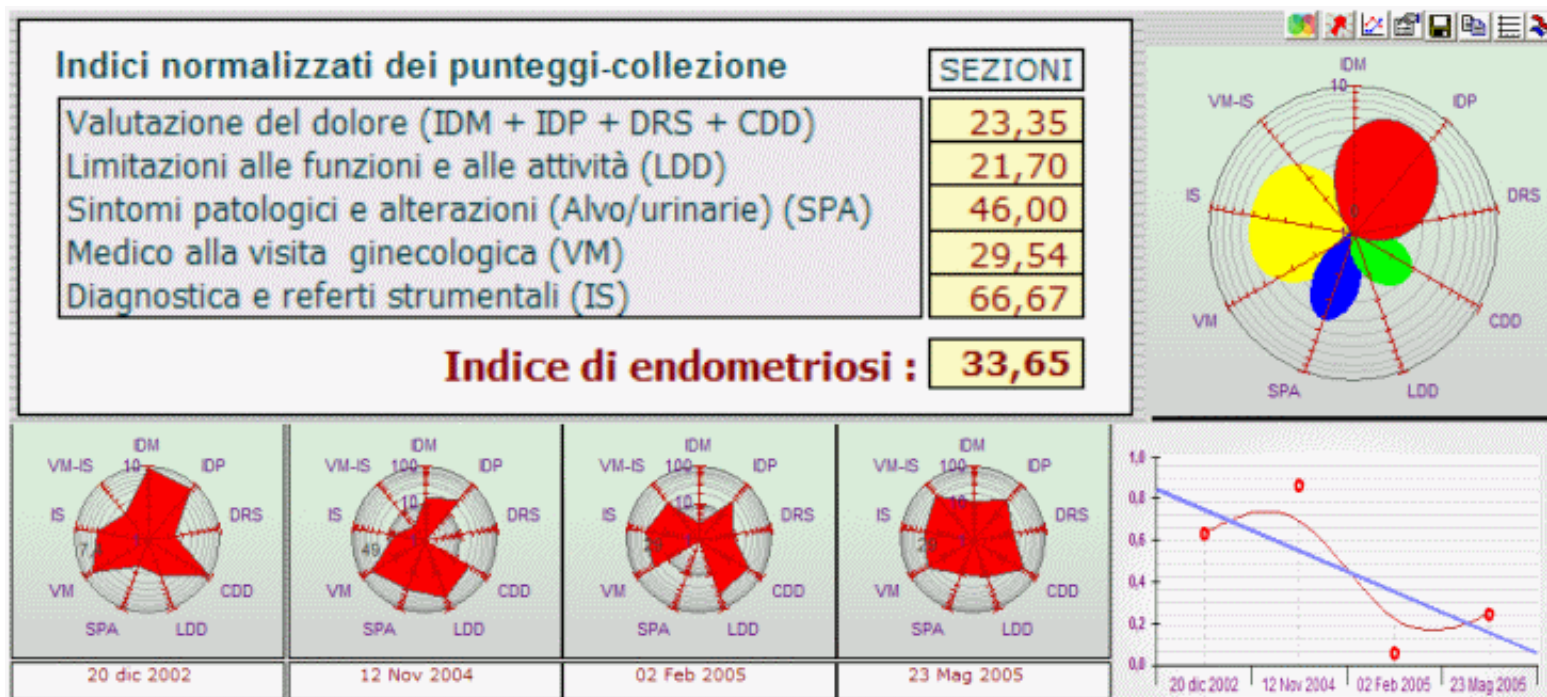 Indici normalizzati dei punteggi-collezione
SEZIONI
Valutazione del dolore (IDM + IDP + DRS + CDD)
23,35
Limitazioni alle funzioni e alle attività (LDD)
21,70
Sintomi patologici e alterazioni (Alvo/urinarie) (SPA)
46,00
Medico alla visita ginecologica (VM)
29,54
Diagnostica e referti strumentali (IS)
66,67
Indice di endometriosi :
33,65
IDM
10
VM-IS
IDP
IS
DRS
0
VM
CDD
SPA
LDD
IDM
VM-IS
10
IDP
IS
DRS
VM
CDD
SPA
LDD
20 dic 2002
IDM
VM-IS
100
IDP
10
IS
DRS
1
49
VM
CDD
SPA
LDD
12 Nov 2004
IDM
VM-IS
100
IDP
10
IS
DRS
1
VM
CDD
SPA
LDD
02 Feb 2005
IDM
VM-IS
100
IDP
10
IS
DRS
VM
CDD
SPA
LDD
23 Mag 2005
1,0
0,8
0,6
0,4
0,2
0,0
20 dic 2002
12 Nov 2004
02 Feb 2005
23 Mag 2005